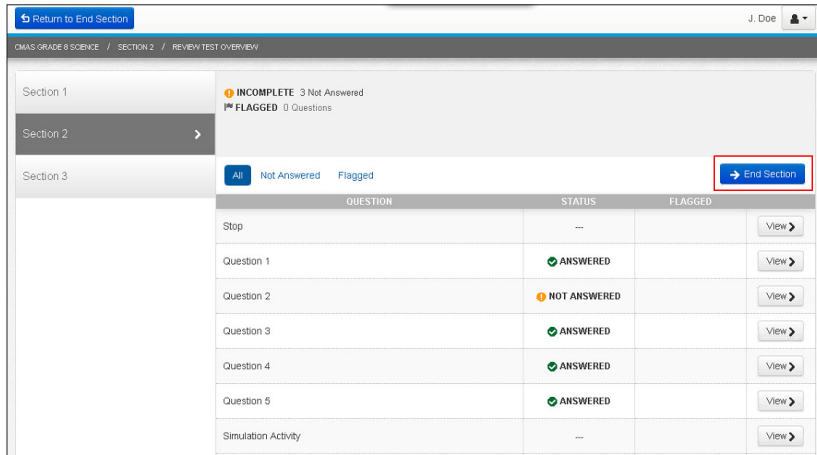 Return to End Section
J. Doe
CMAS GRADE 8 SCIENCE / SECTION 2 / REVIEW TEST OVERVIEW
Section 1
Section 2
Section 3
INCOMPLETE 3 Not Answered
FLAGGED 0 Questions
All Not Answered Flagged
End Section
QUESTION STATUS FLAGGED
Stop --- View
Question 1 ANSWERED View
Question 2 NOT ANSWERED View
Question 3 ANSWERED View
Question 4 ANSWERED View
Question 5 ANSWERED View
Simulation Activity --- View